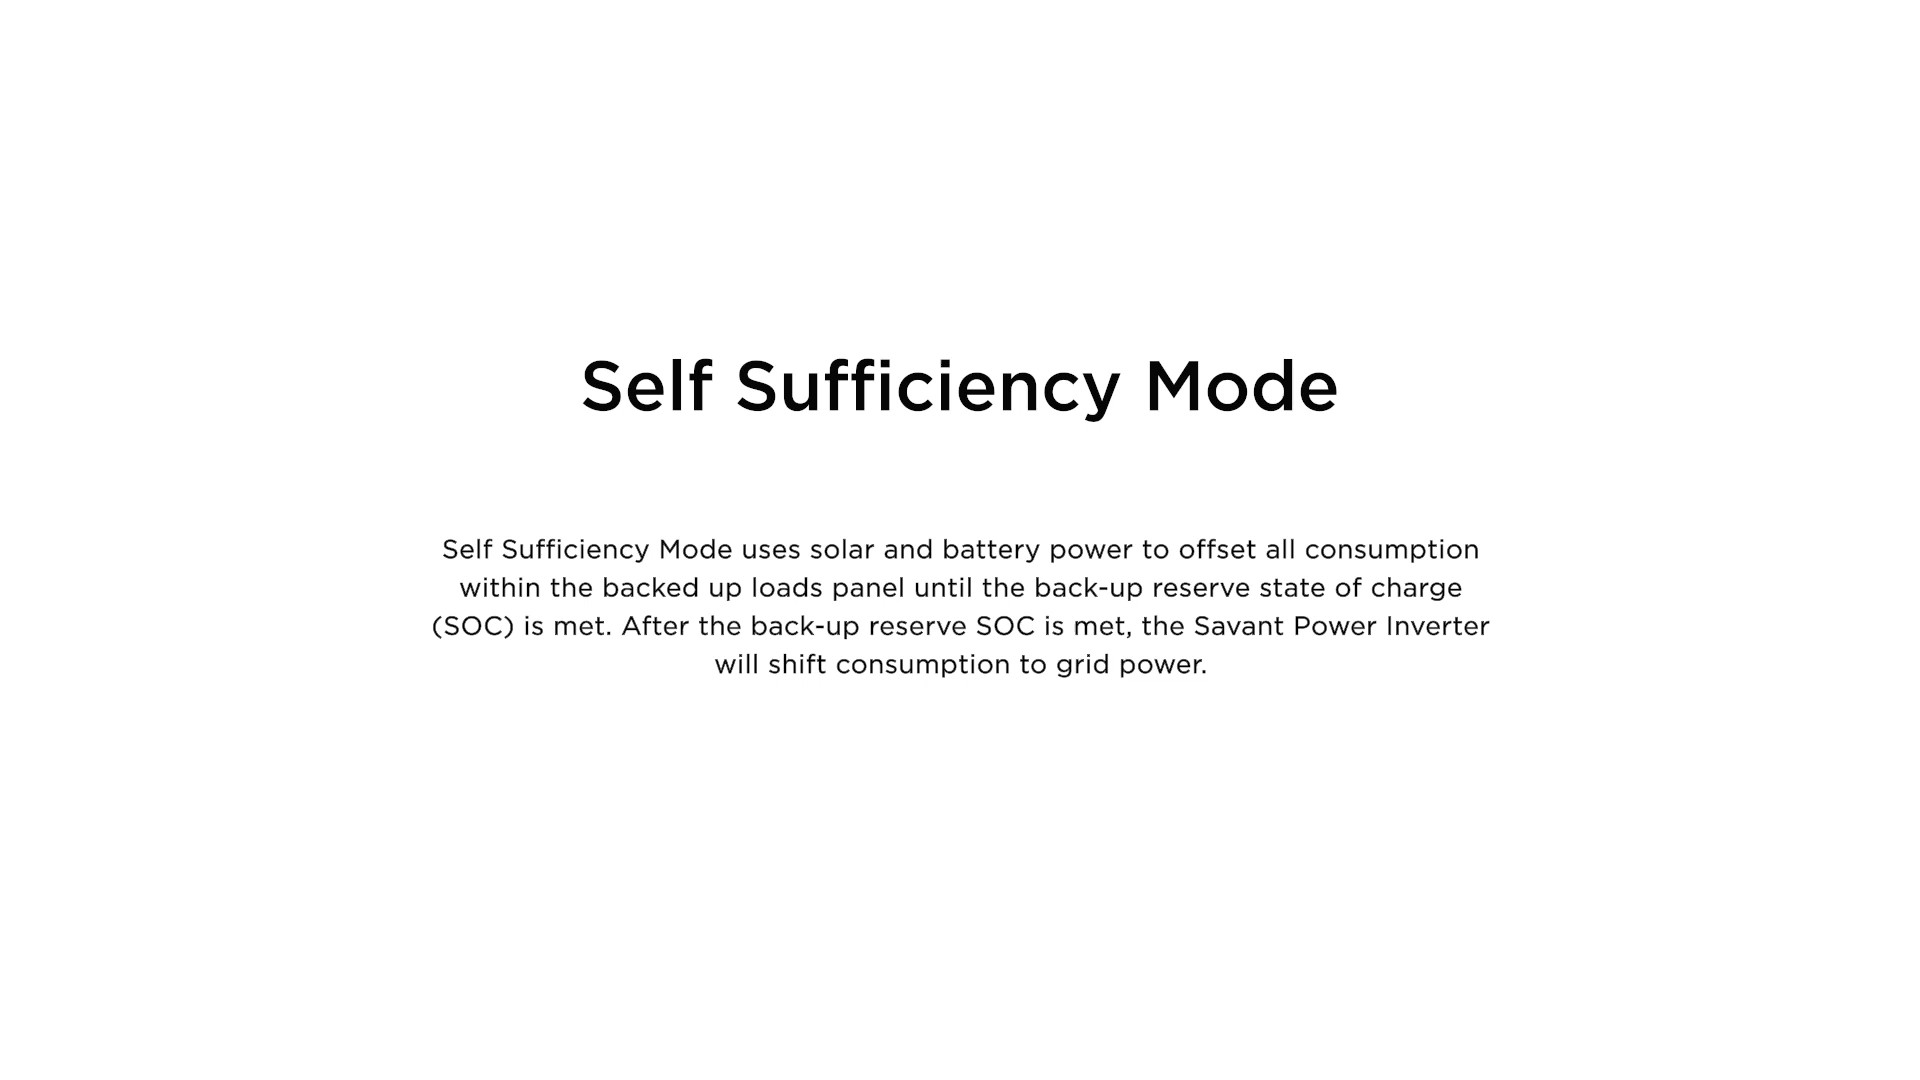 Self Sufficiency Mode
Self Sufficiency Mode uses solar and battery power to offset all consumption
within the backed up loads panel until the back-up reserve state of charge
(SOC) is met. After the back-up reserve SOC is met, the Savant Power Inverter
will shift consumption to grid power.